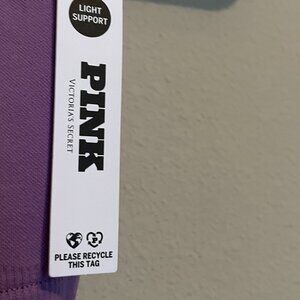 LIGHT
SUPPORT
PINK
VICTORIA'S SECRET
PLEASE RECYCLE
THIS TAG